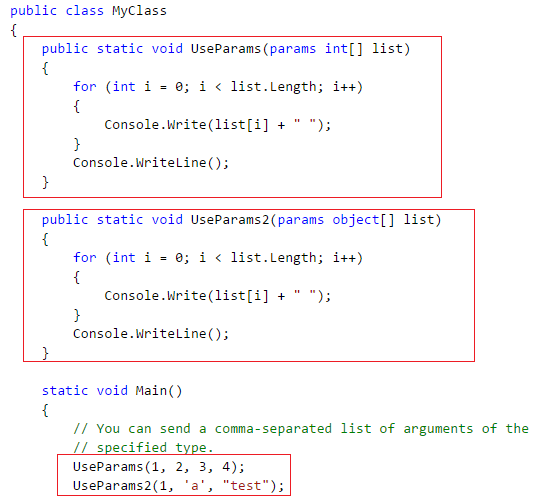 public class MyClass
{
    public static void UseParams(params int[] list)
    {
        for (int i = 0; i < list.Length; i++)
        {
            Console.Write(list[i] + " ");
        }
        Console.WriteLine();
    }
    public static void UseParams2(params object[] list)
    {
        for (int i = 0; i < list.Length; i++)
        {
            Console.Write(list[i] + " ");
        }
        Console.WriteLine();
    }
    static void Main()
    {
        // You can send a comma-separated list of arguments of the
        // specified type.
        UseParams(1, 2, 3, 4);
        UseParams2(1, 'a', "test");